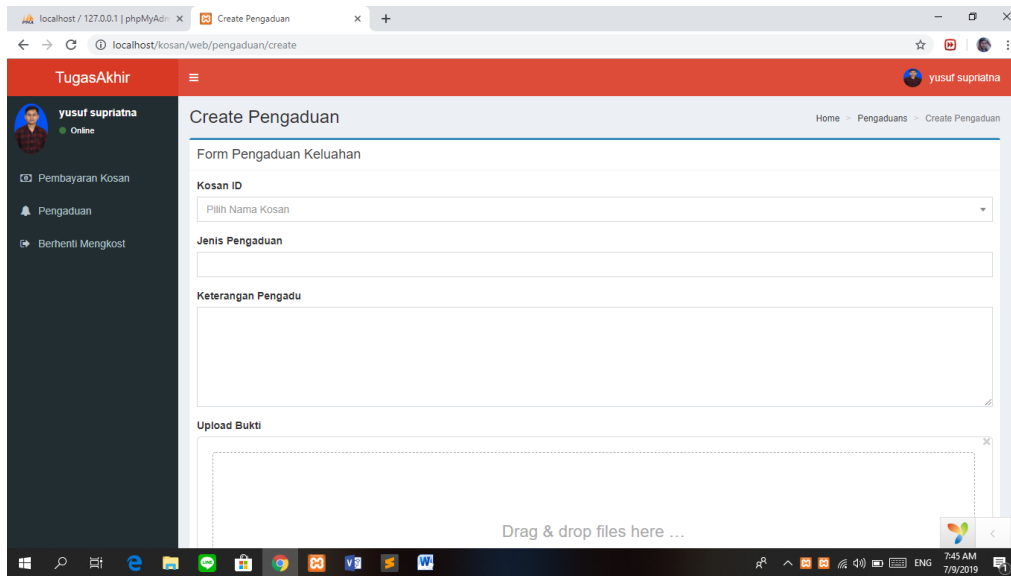 localhost / 127.0.0.1 | phpMyAdm
Create Pengaduan
localhost/kosan/web/pengaduan/create
TugasAkhir
yusuf supriatna
yusuf supriatna
Online
Create Pengaduan
Home > Pengaduans > Create Pengaduan
Form Pengaduan Keluahan
Pembayaran Kosan
Kosan ID
Pilih Nama Kosan
Pengaduan
Jenis Pengaduan
Berhenti Mengkost
Keterangan Pengadu
Upload Bukti
Drag & drop files here ...
ENG
7:45 AM
7/9/2019